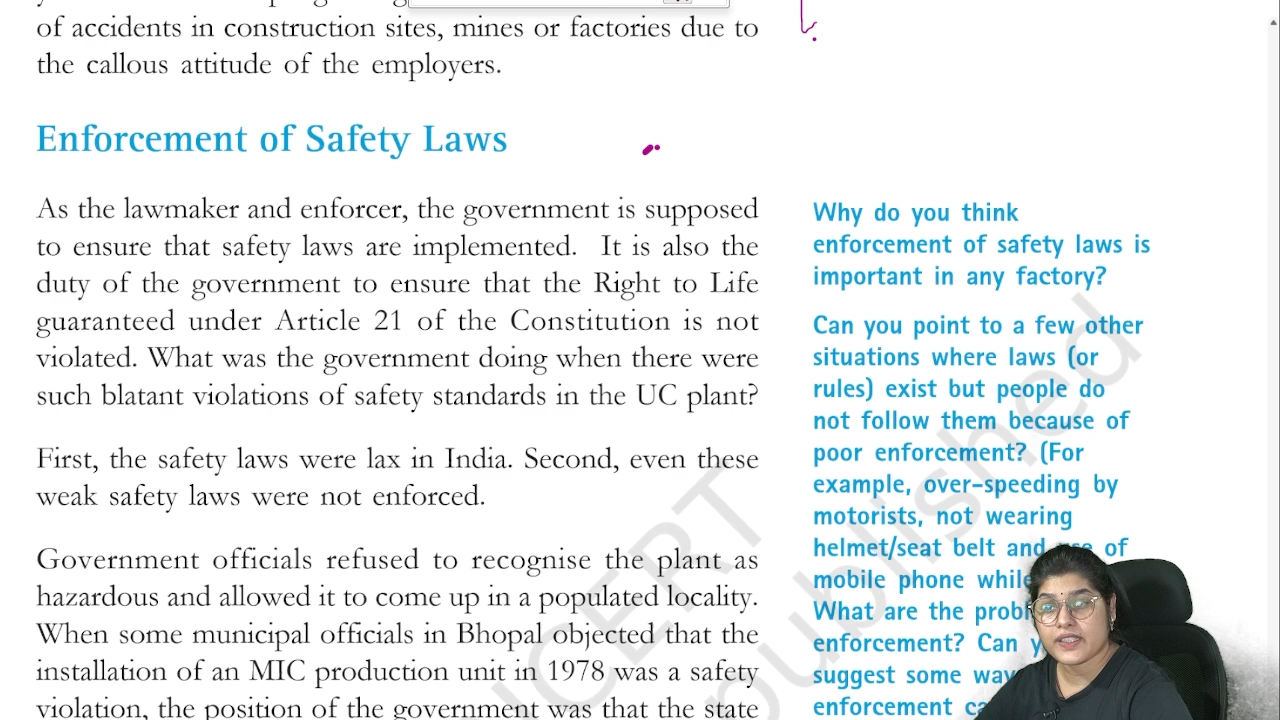 of accidents in construction sites, mines or factories due to
the callous attitude of the employers.
Enforcement of Safety Laws
As the lawmaker and enforcer, the government is supposed
to ensure that safety laws are implemented. It is also the
duty of the government to ensure that the Right to Life
guaranteed under Article 21 of the Constitution is not
violated. What was the government doing when there were
such blatant violations of safety standards in the UC plant?
First, the safety laws were lax in India. Second, even these
weak safety laws were not enforced.
Government officials refused to recognise the plant as
hazardous and allowed it to come up in a populated locality.
When some municipal officials in Bhopal objected that the
installation of an MIC production unit in 1978 was a safety
violation, the position of the government was that the state
Why do you think
enforcement of safety laws is
important in any factory?
Can you point to a few other
situations where laws (or
rules) exist but people do
not follow them because of
poor enforcement? (For
example, over-speeding by
motorists, not wearing
helmet/seat belt and of
mobile phone
What are the
enforcement? Can
suggest some
enforcement
NCERT
published